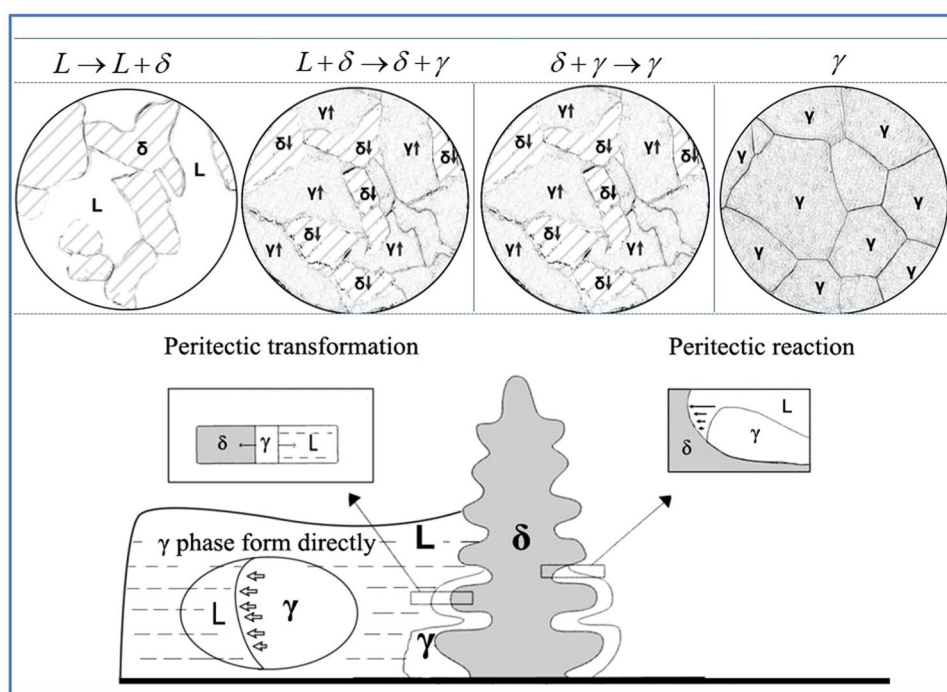 L → L + δ
L + δ → δ + γ
δ + γ → γ
γ
δ
L
L
γ↑
δ↓
δ↓
γ↑
δ↓
γ↑
δ↓
γ↑
δ↓
γ↑
δ↓
γ↑
δ↓
δ↓
γ↑
δ↓
γ↑
δ↓
γ↑
δ↓
γ↑
δ↓
γ
γ
γ
γ
γ
γ
γ
γ
γ
Peritectic transformation
Peritectic reaction
δ γ L
L
γ
δ
γ phase form directly
L
δ
L
γ
γ